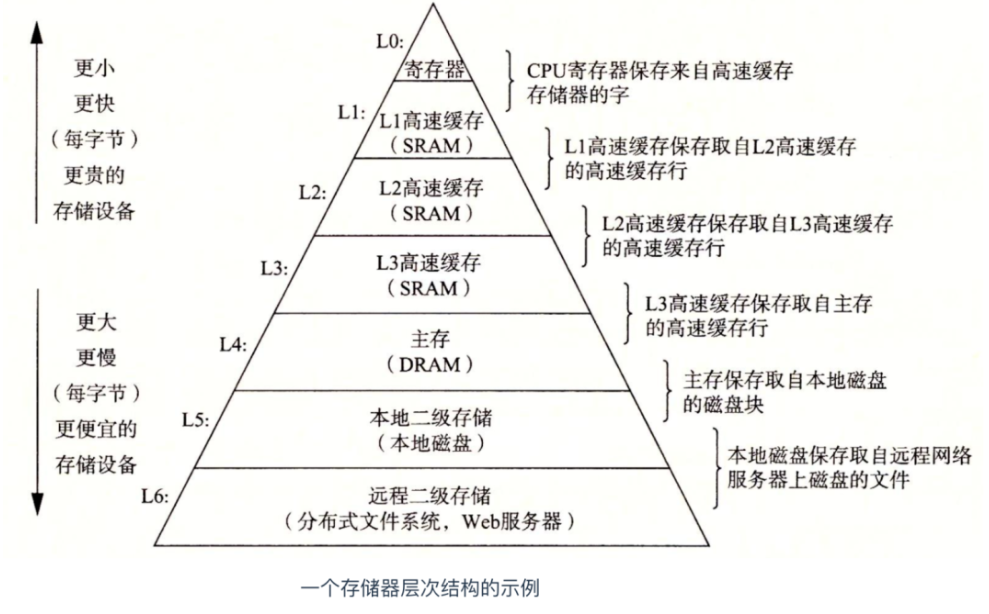 更小
更快
（每字节）
更贵的
存储设备
更大
更慢
（每字节）
更便宜的
存储设备
L0:
寄存器
CPU寄存器保存来自高速缓存
存储器的字
L1:
L1高速缓存
（SRAM）
L1高速缓存保存取自L2高速缓存
的高速缓存行
L2:
L2高速缓存
（SRAM）
L2高速缓存保存取自L3高速缓存
的高速缓存行
L3:
L3高速缓存
（SRAM）
L3高速缓存保存取自主存
的高速缓存行
L4:
主存
（DRAM）
主存保存取自本地磁盘
的磁盘块
L5:
本地二级存储
（本地磁盘）
本地磁盘保存取自远程网络
服务器上磁盘的文件
L6:
远程二级存储
（分布式文件系统，Web服务器）
一个存储器层次结构的示例